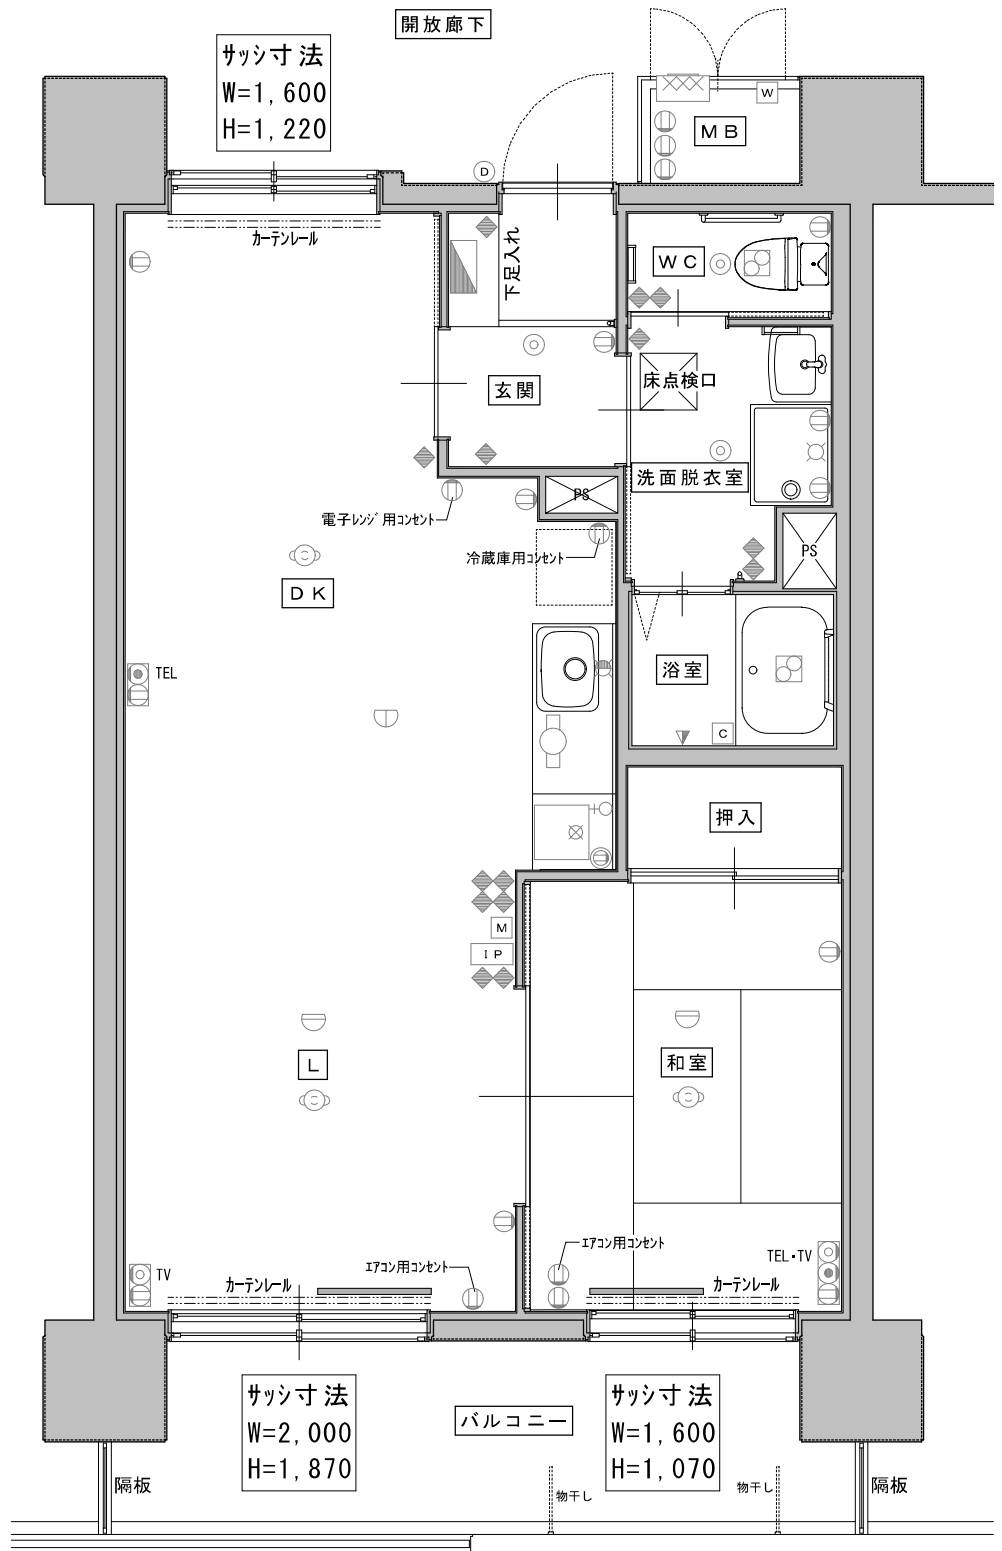 開放廊下
サッシ寸法
W=1,600
H=1,220
W
MB
D
カーテンレール
下足入れ
WC
玄関
床点検口
洗面脱衣室
PS
電子レンジ用コンセント
冷蔵庫用コンセント
PS
DK
浴室
TEL
C
押入
M
IP
L
和室
エアコン用コンセント
TEL・TV
TV
カーテンレール
エアコン用コンセント
カーテンレール
サッシ寸法
W=2,000
H=1,870
バルコニー
サッシ寸法
W=1,600
H=1,070
隔板
物干し
物干し
隔板